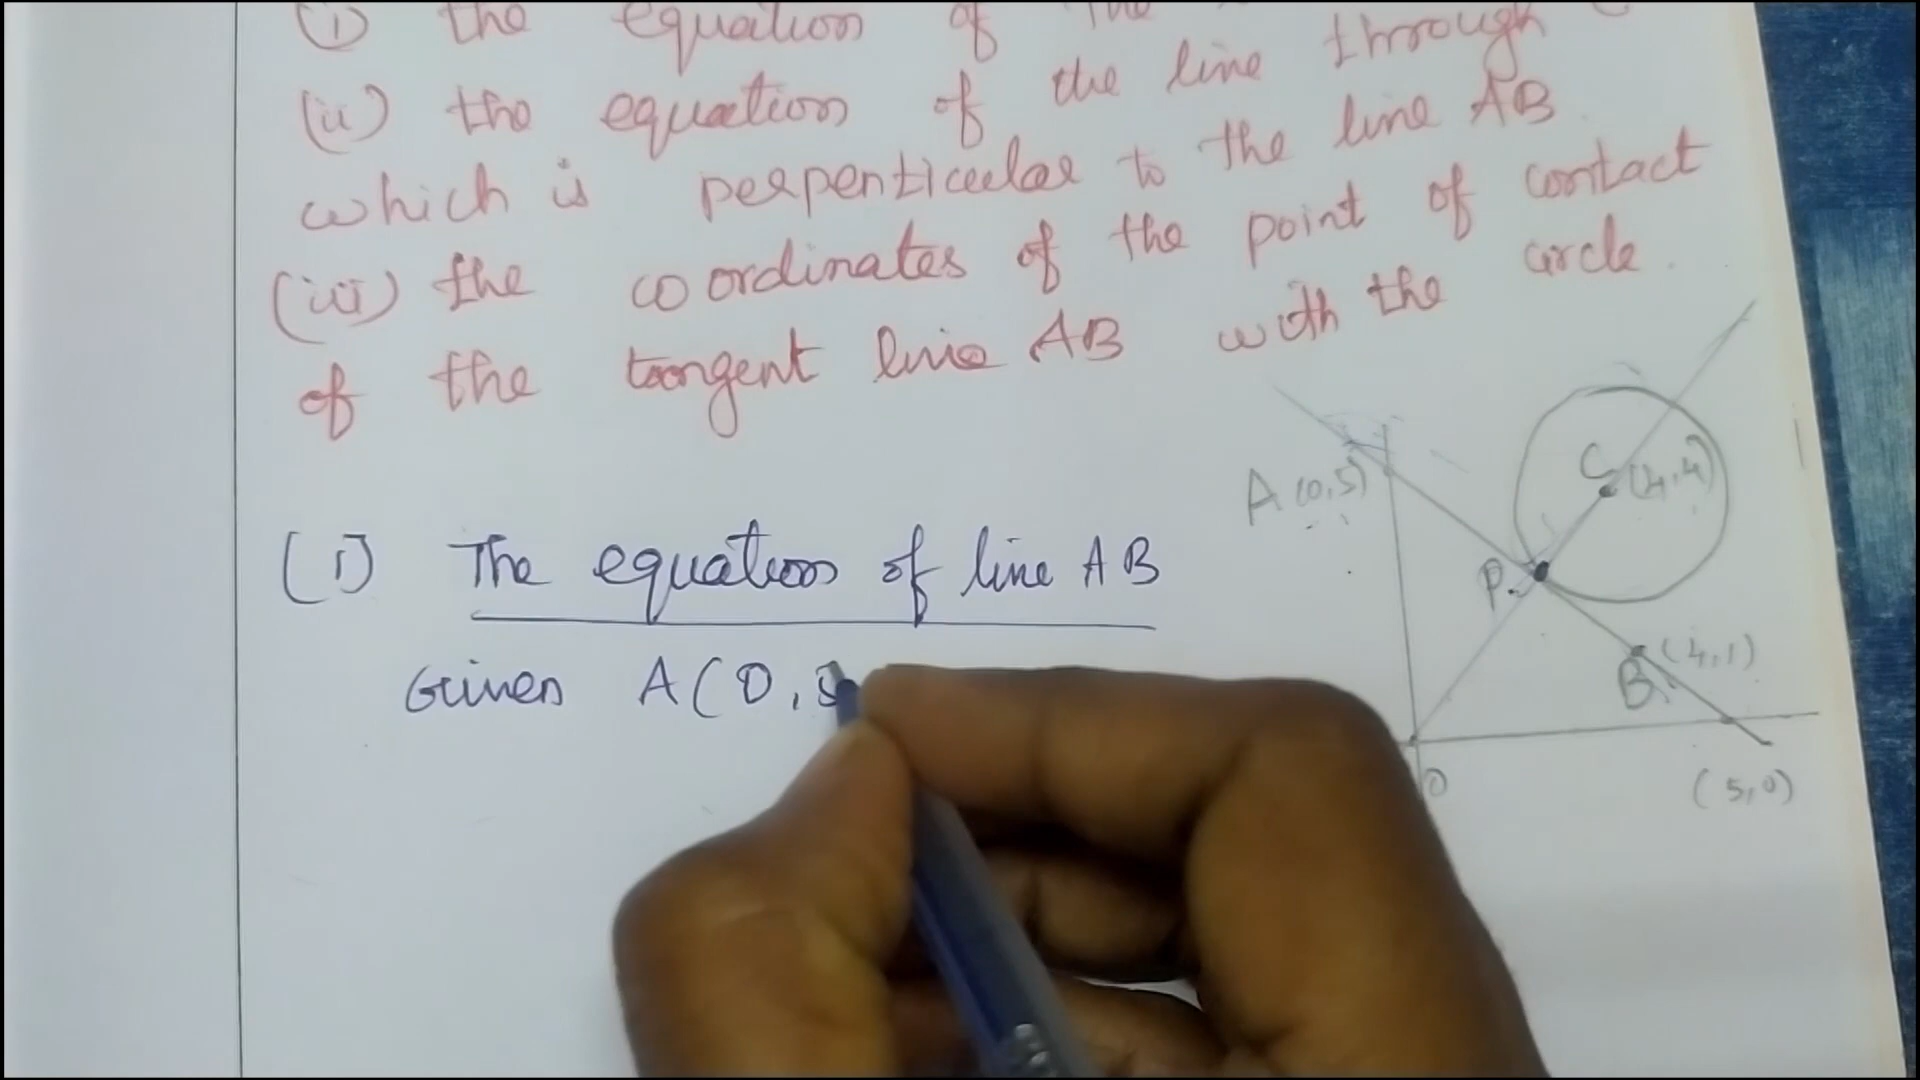 (i) the equation of the
(ii) the equation of the line through
which is perpenticular to the line AB
(iii) the coordinates of the point of contact
of the tangent line AB with the circle.
A (0,5)
C (4,4)
P
B (4,1)
0
(5,0)
(i) The equation of line AB
Given A(0,5